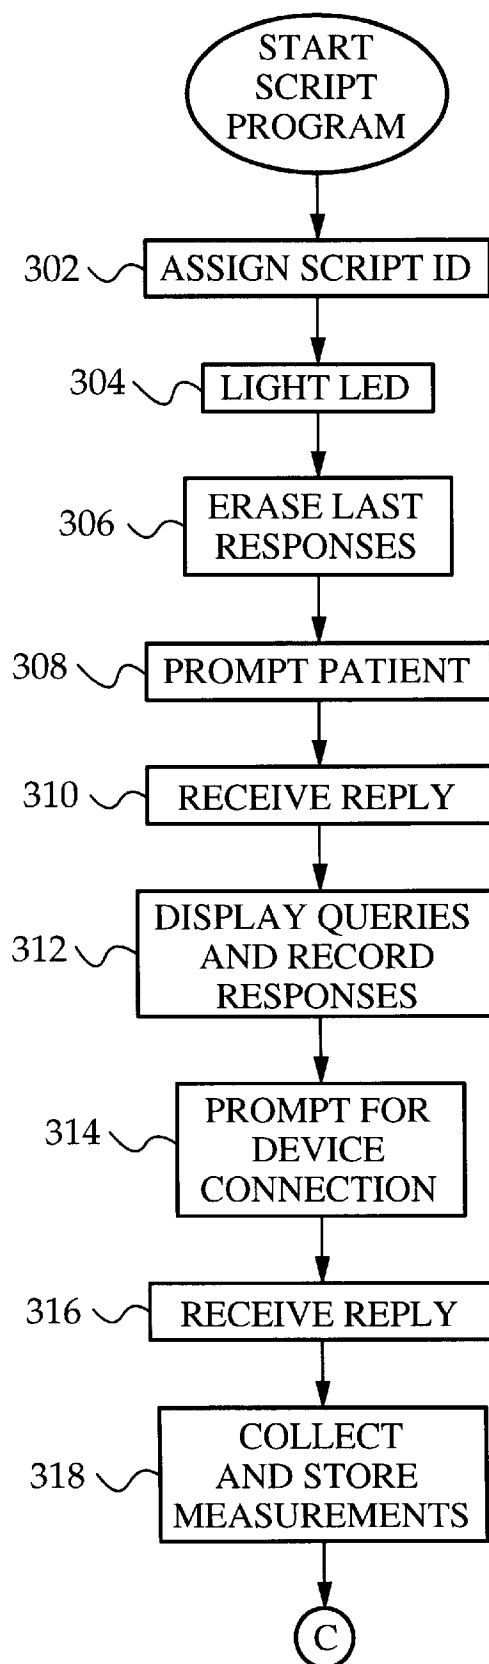 START
SCRIPT
PROGRAM
302 ASSIGN SCRIPT ID
304 LIGHT LED
306 ERASE LAST
RESPONSES
308 PROMPT PATIENT
310 RECEIVE REPLY
312 DISPLAY QUERIES
AND RECORD
RESPONSES
314 PROMPT FOR
DEVICE
CONNECTION
316 RECEIVE REPLY
318 COLLECT
AND STORE
MEASUREMENTS
C